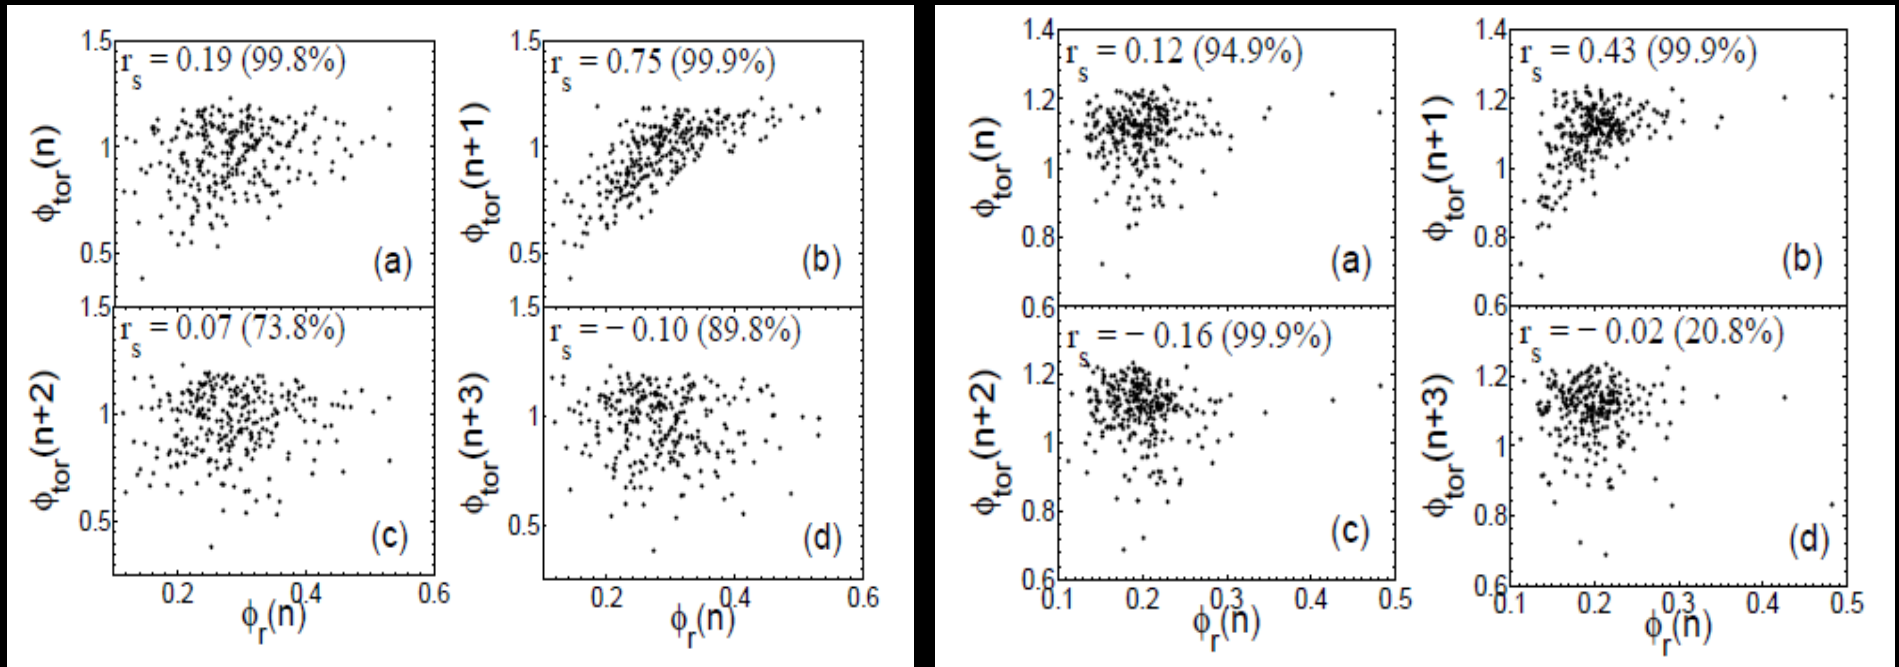 1.5
r_s = 0.19 (99.8%)
ϕ_tor(n)
1
0.5
(a)
r_s = 0.75 (99.9%)
1.5
ϕ_tor(n+1)
1
0.5
(b)
1.5
r_s = 0.07 (73.8%)
ϕ_tor(n+2)
1
0.5
(c)
0.2 0.4 0.6
ϕ_r(n)
1.5
r_s = − 0.10 (89.8%)
ϕ_tor(n+3)
1
0.5
(d)
0.2 0.4 0.6
ϕ_r(n)
1.4
r_s = 0.12 (94.9%)
1.2
ϕ_tor(n)
1
0.8
(a)
0.6
1.4
r_s = 0.43 (99.9%)
1.2
ϕ_tor(n+1)
1
0.8
(b)
0.6
r_s = − 0.16 (99.9%)
1.2
ϕ_tor(n+2)
1
0.8
(c)
0.6
0.1 0.2 0.3 0.4 0.5
ϕ_r(n)
r_s = − 0.02 (20.8%)
1.2
ϕ_tor(n+3)
1
0.8
(d)
0.6
0.1 0.2 0.3 0.4 0.5
ϕ_r(n)